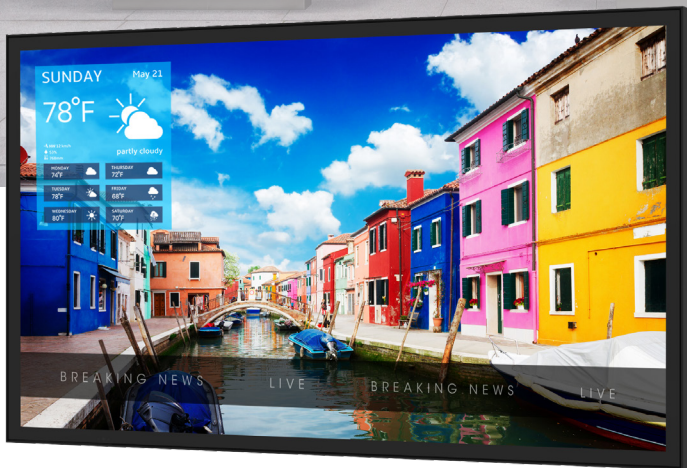 SUNDAY May 21
78°F
partly cloudy
MONDAY
74°F
THURSDAY
72°F
TUESDAY
78°F
FRIDAY
68°F
WEDNESDAY
80°F
SATURDAY
70°F
BREAKING NEWS LIVE BREAKING NEWS LIVE